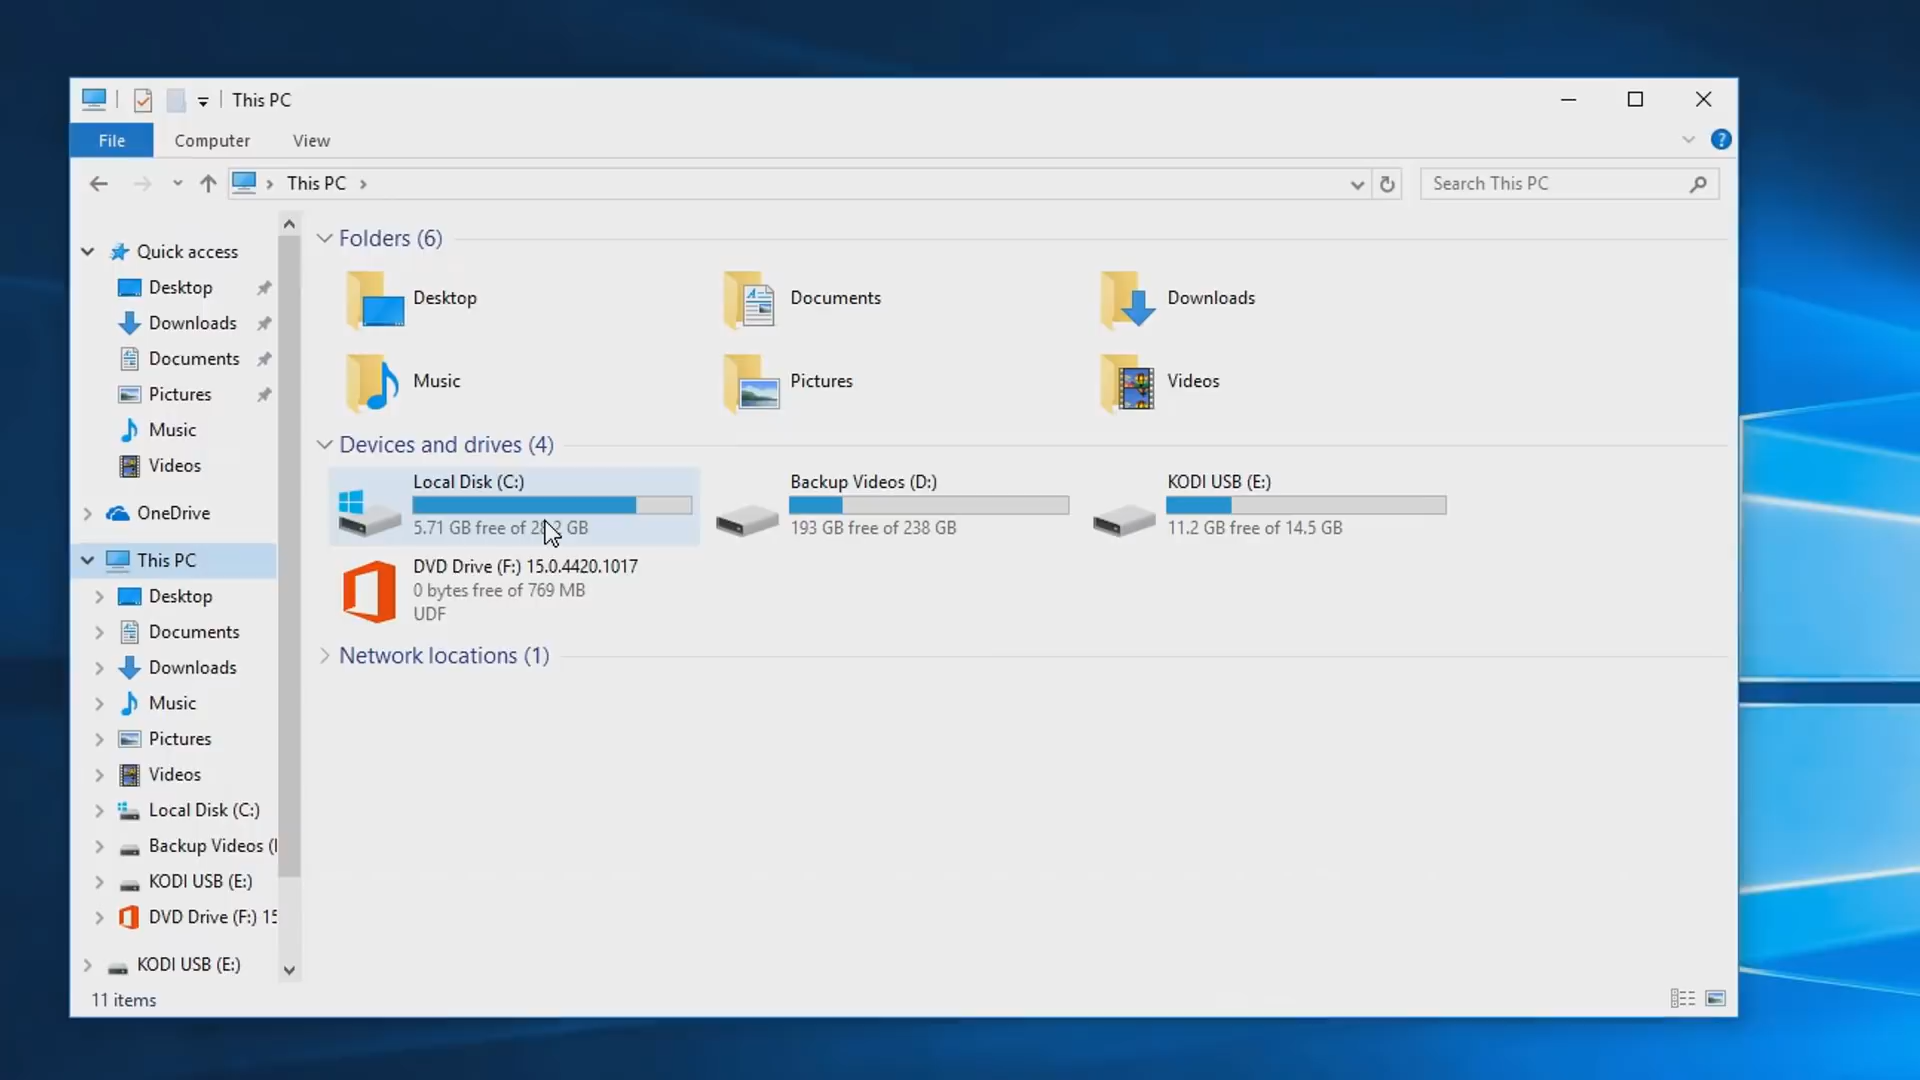 This PC
File Computer View
This PC
Search This PC
Quick access
Desktop
Downloads
Documents
Pictures
Music
Videos
OneDrive
This PC
Desktop
Documents
Downloads
Music
Pictures
Videos
Local Disk (C:)
Backup Videos (
KODI USB (E:)
DVD Drive (F:) 15
KODI USB (E:)
Folders (6)
Desktop
Documents
Downloads
Music
Pictures
Videos
Devices and drives (4)
Local Disk (C:)
5.71 GB free of GB
Backup Videos (D:)
193 GB free of 238 GB
KODI USB (E:)
11.2 GB free of 14.5 GB
DVD Drive (F:) 15.0.4420.1017
0 bytes free of 769 MB
UDF
Network locations (1)
11 items